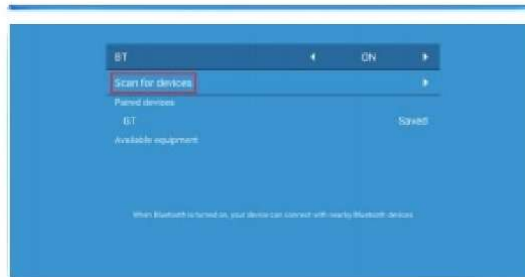 BT ON
Scan for devices
Paired devices
BT Saved
Available equipment
When Bluetooth is turned on, your device can connect with nearby Bluetooth devices